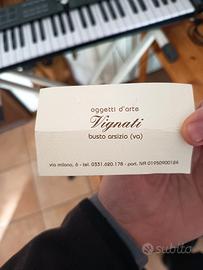 oggetti d'arte
Vignati
busto arsizio (va)
via milano, 6 - tel. 0331.620.178 - part. IVA 01950900124
subito